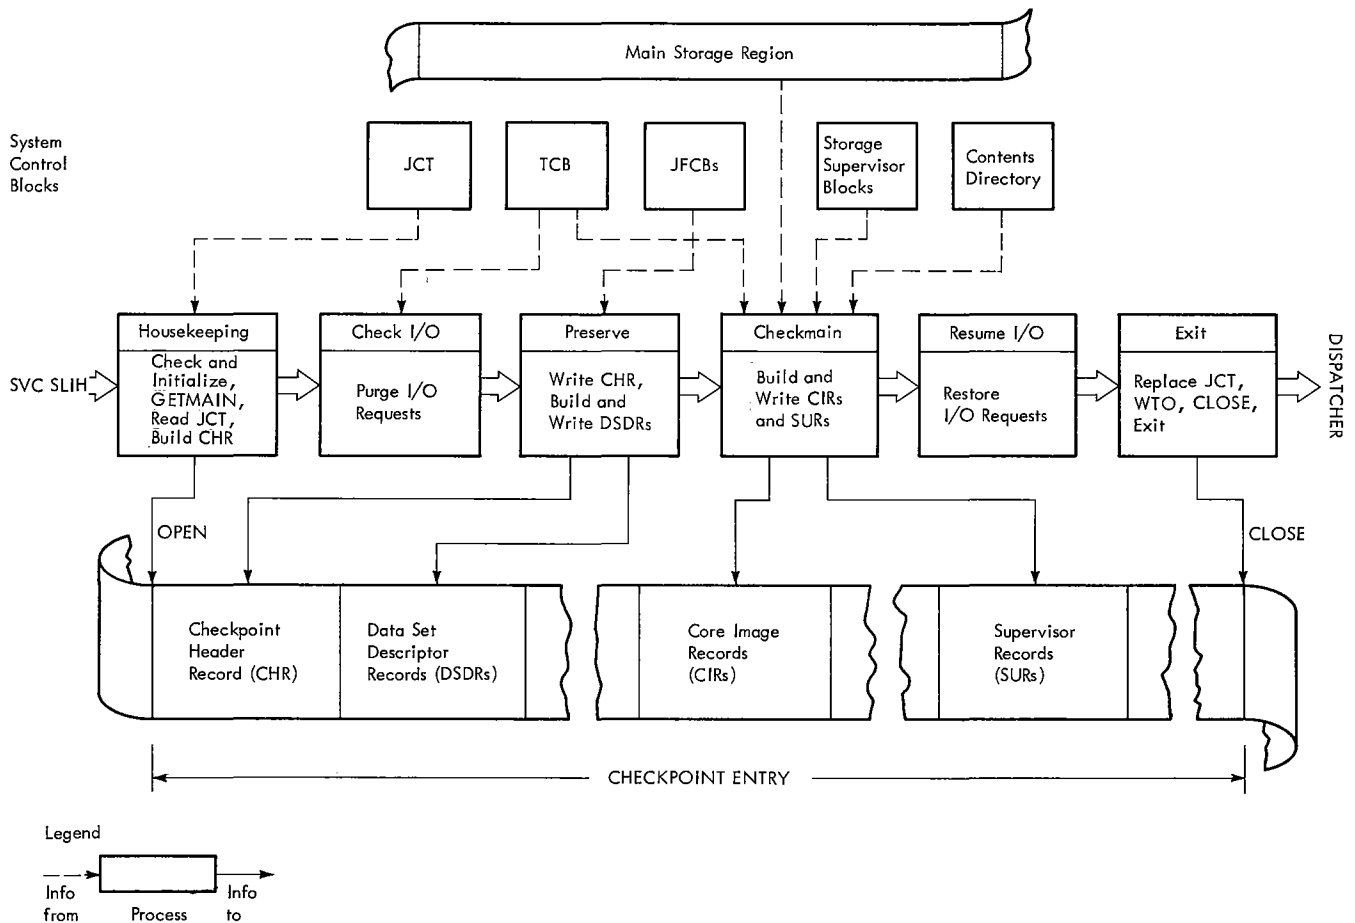 Main Storage Region
System
Control
Blocks
JCT
TCB
JFCBs
Storage
Supervisor
Blocks
Contents
Directory
SVC SLIH
Housekeeping
Check and
Initialize,
GETMAIN,
Read JCT,
Build CHR
Check I/O
Purge I/O
Requests
Preserve
Write CHR,
Build and
Write DSDRs
Checkmain
Build and
Write CIRs
and SURs
Resume I/O
Restore
I/O Requests
Exit
Replace JCT,
WTO, CLOSE,
Exit
DISPATCHER
OPEN
CLOSE
Checkpoint
Header
Record (CHR)
Data Set
Descriptor
Records (DSDRs)
Core Image
Records
(CIRs)
Supervisor
Records
(SURs)
CHECKPOINT ENTRY
Legend
Info
from
Process
Info
to